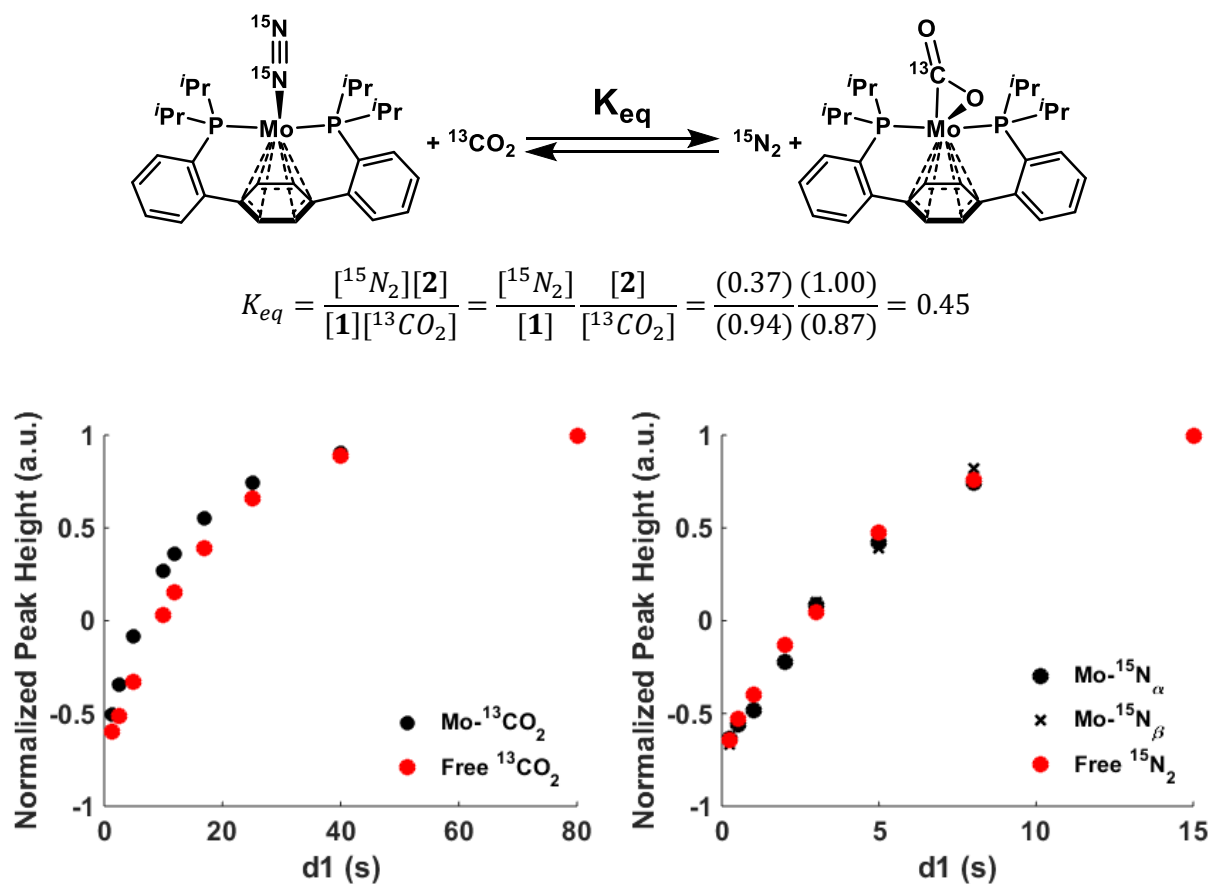 15N
15N
iPr
iPr
P
Mo
P
iPr
iPr
+ 13CO2
Keq
15N2 +
O
13C
O
iPr
iPr
P
Mo
P
iPr
iPr
Keq = [15N2][2] / [1][13CO2] = [15N2] / [1] [2] / [13CO2] = (0.37) / (0.94) (1.00) / (0.87) = 0.45
Normalized Peak Height (a.u.)
1
0.5
0
-0.5
-1
0
20
40
60
80
d1 (s)
Mo-13CO2
Free 13CO2
Normalized Peak Height (a.u.)
1
0.5
0
-0.5
-1
0
5
10
15
d1 (s)
Mo-15Nα
Mo-15Nβ
Free 15N2